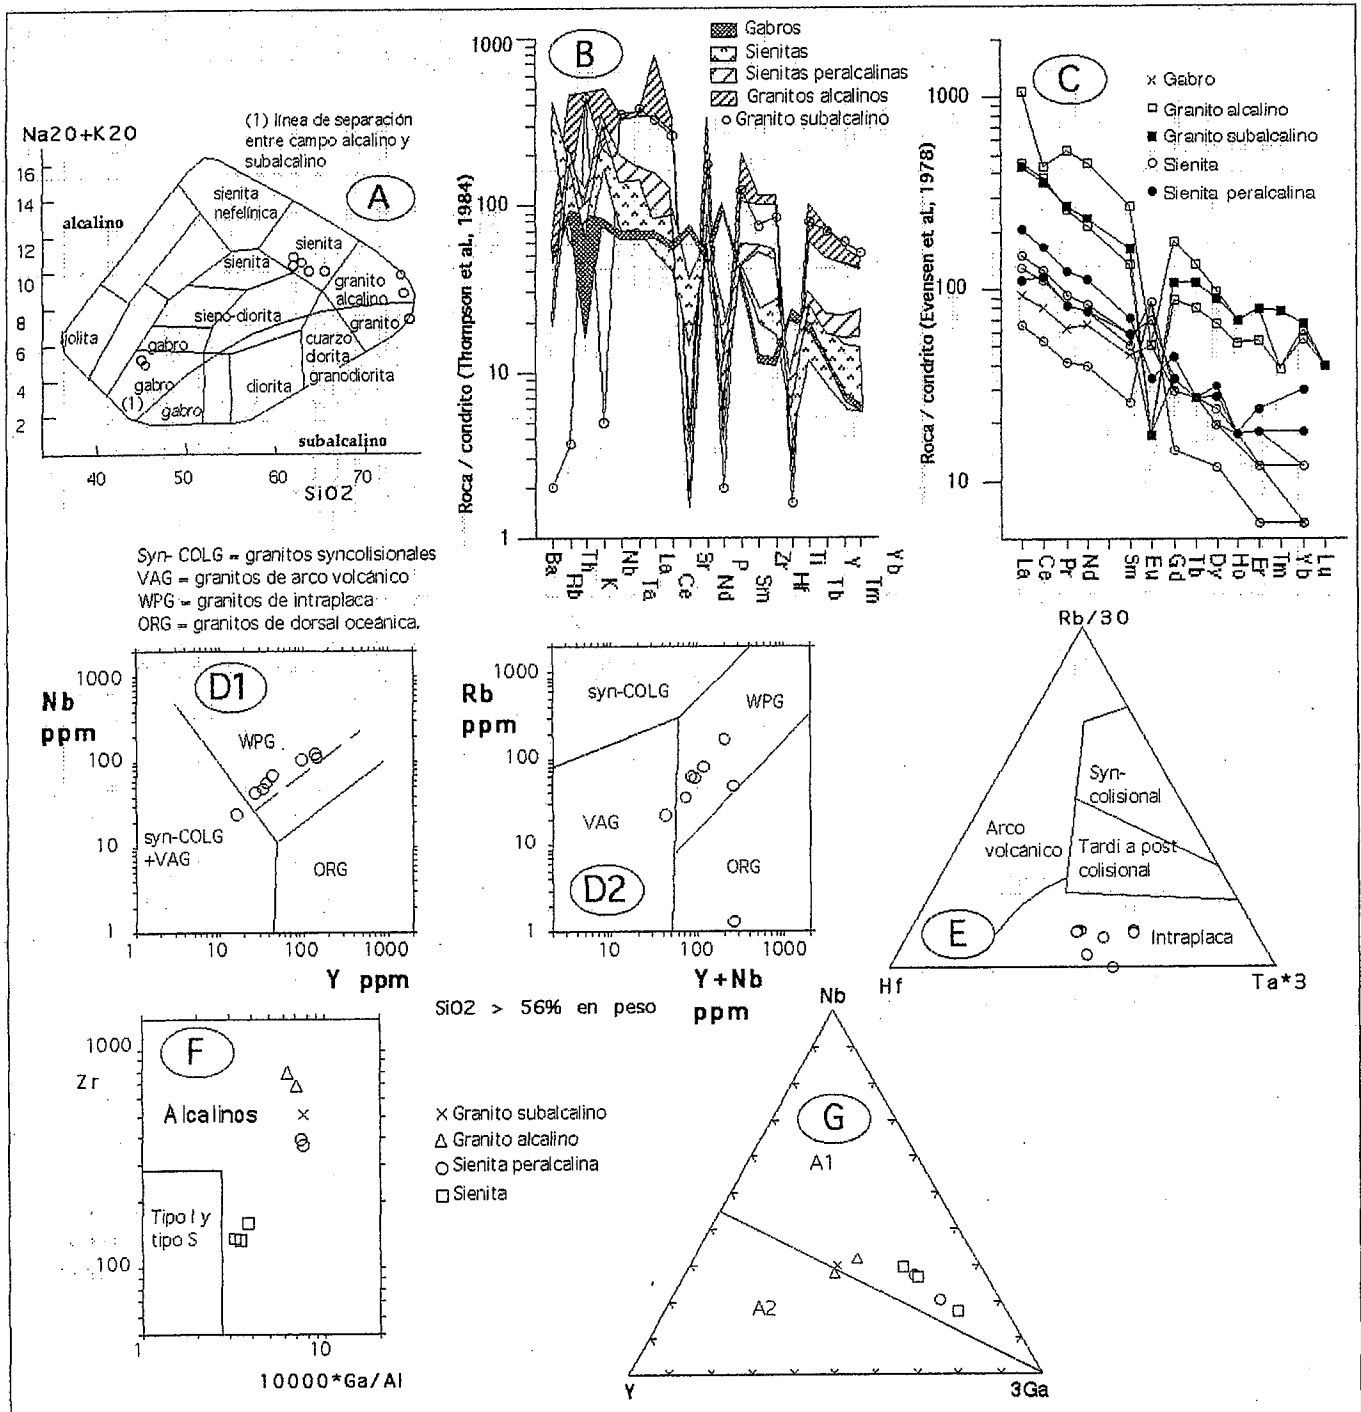 A
Na2O+K2O
(1) línea de separación
entre campo alcalino y
subalcalino
16
14
12
10
8
6
4
2
alcalino
sienita
nefelínica
sienita
sienita
granito
alcalino
sieno-diorita
granito
ijolita
gabro
cuarzo
diorita
granodiorita
gabro
(1)
gabro
diorita
subalcalino
40
50
60
70
SiO2
B
Gabros
Sienitas
Sienitas peralcalinas
Granitos alcalinos
Granito subalcalino
Roca / condrito (Thompson et al., 1984)
1000
100
10
1
Ba
Rb
Th
K
Nb
Ta
La
Ce
Sr
Nd
P
Sm
Zr
Hf
Ti
Tb
Y
Tm
Yb
C
Gabro
Granito alcalino
Granito subalcalino
Sienita
Sienita peralcalina
Roca / condrito (Evensen et al., 1978)
1000
100
10
La
Ce
Pr
Nd
Sm
Eu
Gd
Tb
Dy
Ho
Er
Tm
Yb
Lu
Syn- COLG = granitos syncolisionales
VAG = granitos de arco volcánico
WPG = granitos de intraplaca
ORG = granitos de dorsal oceánica.
D1
Nb
ppm
1000
100
10
1
WPG
syn-COLG
+VAG
ORG
1
10
100
1000
Y ppm
D2
Rb
ppm
1000
100
10
1
syn-COLG
WPG
VAG
ORG
10
100
1000
Y+Nb
ppm
SiO2 > 56% en peso
E
Rb/30
Syn-
colisional
Arco
volcánico
Tardi a post
colisional
Intraplaca
Hf
Ta*3
F
1000
Zr
100
Alcalinos
Tipo I y
tipo S
1
10
10000*Ga/Al
Granito subalcalino
Granito alcalino
Sienita peralcalina
Sienita
G
Nb
A1
A2
Y
3Ga